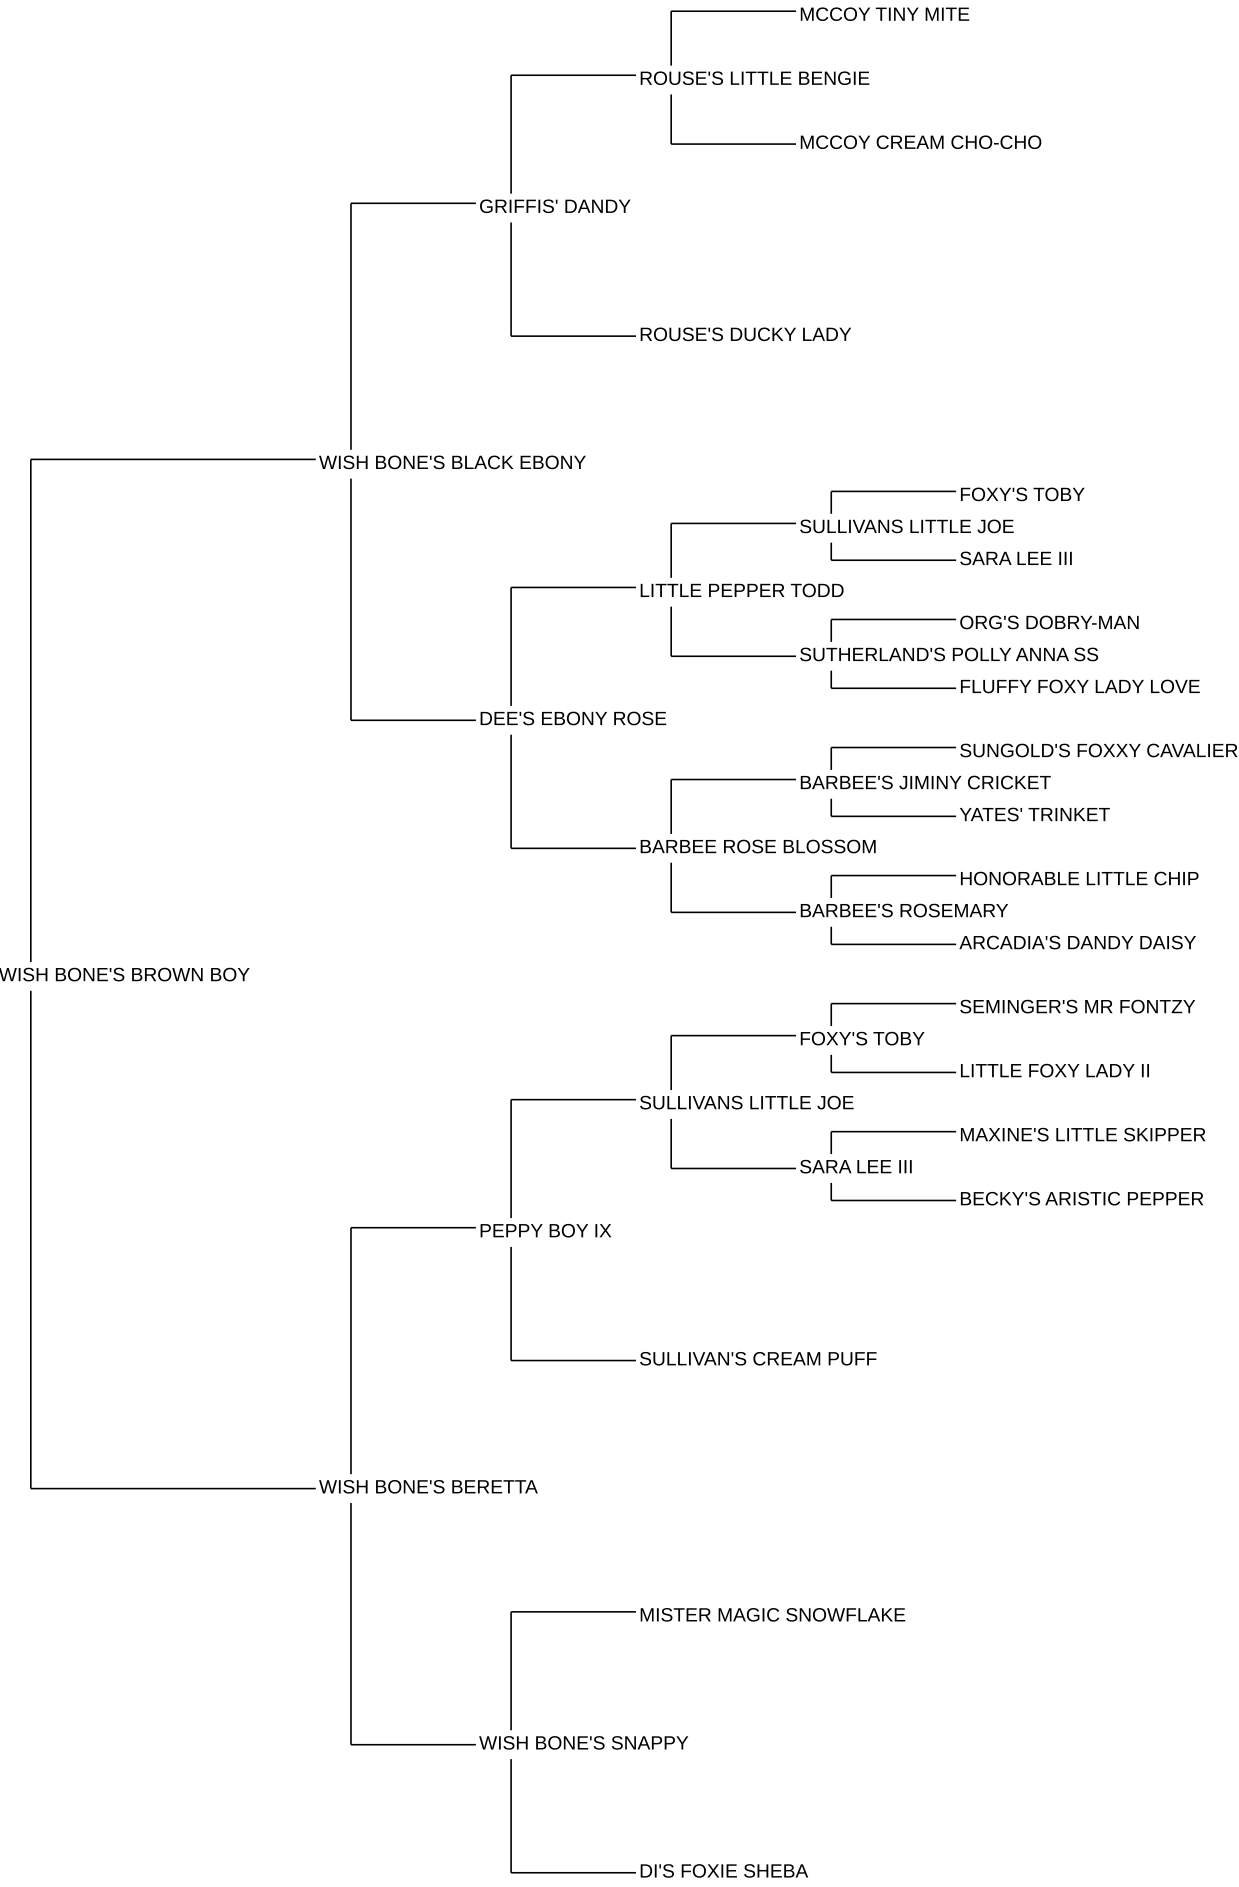 MCCOY TINY MITE
ROUSE'S LITTLE BENGIE
MCCOY CREAM CHO-CHO
GRIFFIS' DANDY
ROUSE'S DUCKY LADY
WISH BONE'S BLACK EBONY
FOXY'S TOBY
SULLIVANS LITTLE JOE
SARA LEE III
LITTLE PEPPER TODD
ORG'S DOBRY-MAN
SUTHERLAND'S POLLY ANNA SS
FLUFFY FOXY LADY LOVE
DEE'S EBONY ROSE
SUNGOLD'S FOXXY CAVALIER
BARBEE'S JIMINY CRICKET
YATES' TRINKET
BARBEE ROSE BLOSSOM
HONORABLE LITTLE CHIP
BARBEE'S ROSEMARY
ARCADIA'S DANDY DAISY
WISH BONE'S BROWN BOY
SEMINGER'S MR FONTZY
FOXY'S TOBY
LITTLE FOXY LADY II
SULLIVANS LITTLE JOE
MAXINE'S LITTLE SKIPPER
SARA LEE III
BECKY'S ARISTIC PEPPER
PEPPY BOY IX
SULLIVAN'S CREAM PUFF
WISH BONE'S BERETTA
MISTER MAGIC SNOWFLAKE
WISH BONE'S SNAPPY
DI'S FOXIE SHEBA